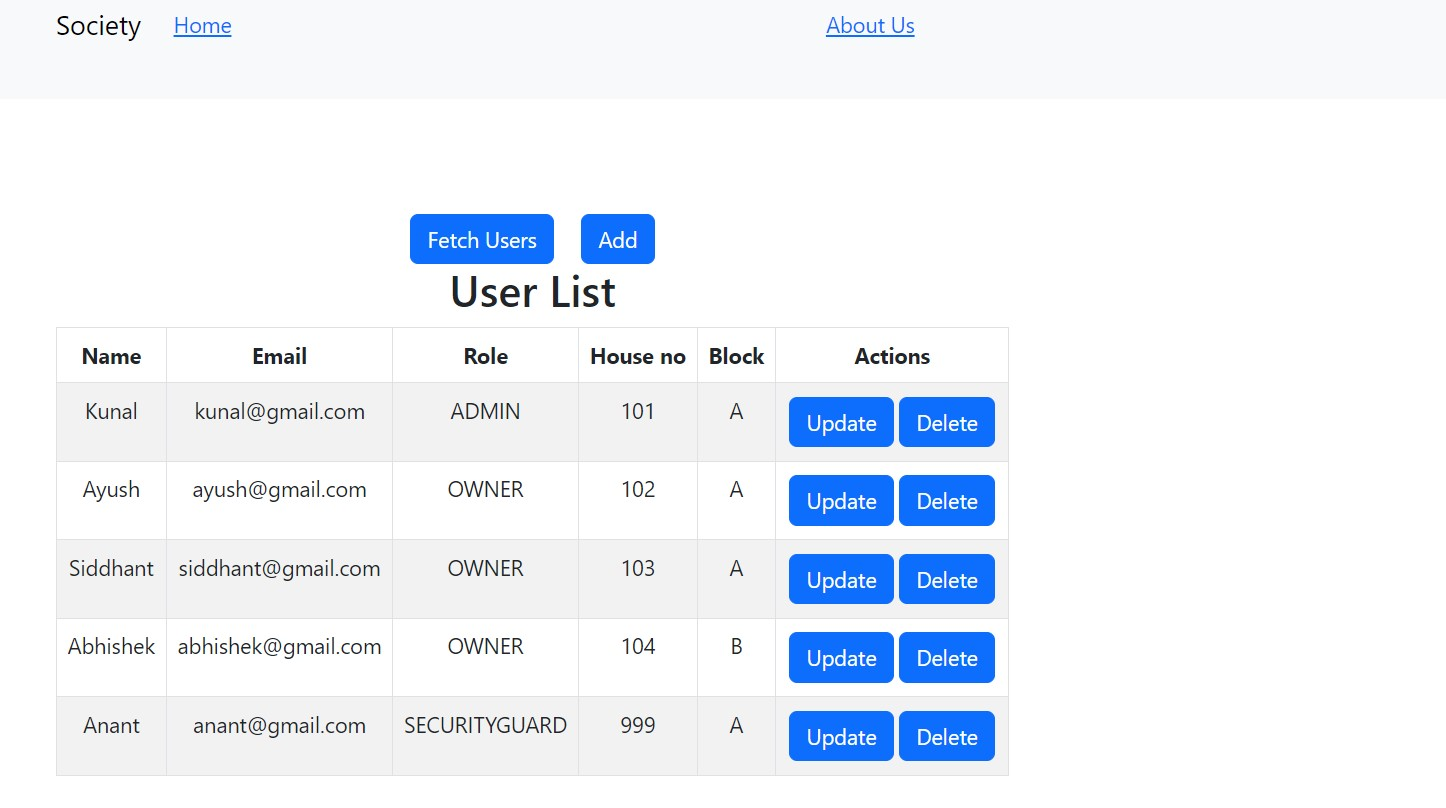 Society Home About Us
Fetch Users Add
User List
Name Email Role House no Block Actions
Kunal kunal@gmail.com ADMIN 101 A Update Delete
Ayush ayush@gmail.com OWNER 102 A Update Delete
Siddhant siddhant@gmail.com OWNER 103 A Update Delete
Abhishek abhishek@gmail.com OWNER 104 B Update Delete
Anant anant@gmail.com SECURITYGUARD 999 A Update Delete